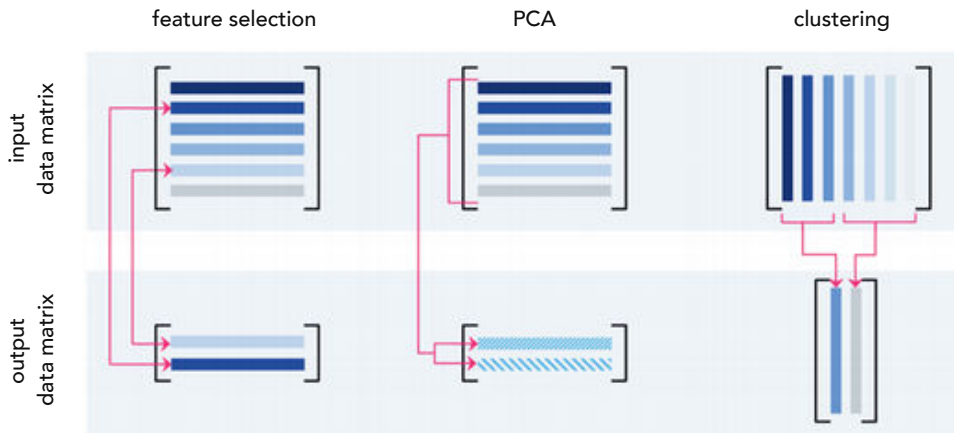 feature selection
PCA
clustering
input
data matrix
output
data matrix